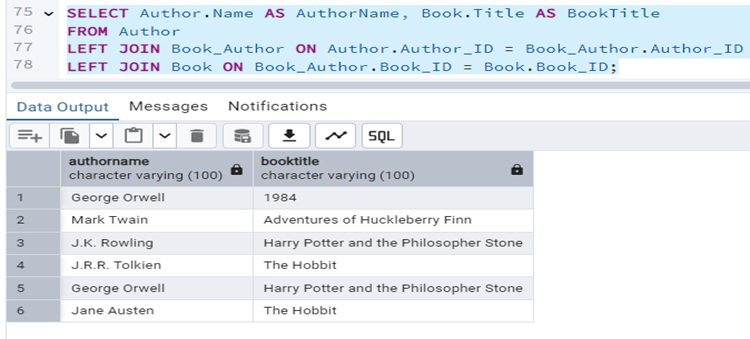 75 SELECT Author.Name AS AuthorName, Book.Title AS BookTitle
76 FROM Author
77 LEFT JOIN Book_Author ON Author.Author_ID = Book_Author.Author_ID
78 LEFT JOIN Book ON Book_Author.Book_ID = Book.Book_ID;
Data Output Messages Notifications
SQL
authorname booktitle
character varying (100) character varying (100)
1 George Orwell 1984
2 Mark Twain Adventures of Huckleberry Finn
3 J.K. Rowling Harry Potter and the Philosopher Stone
4 J.R.R. Tolkien The Hobbit
5 George Orwell Harry Potter and the Philosopher Stone
6 Jane Austen The Hobbit